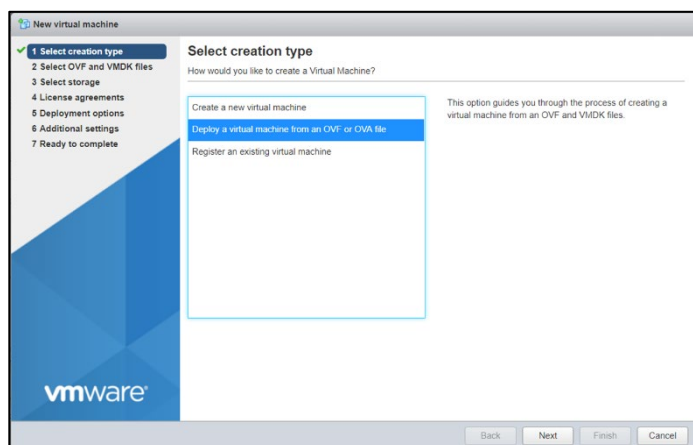 New virtual machine
1 Select creation type
2 Select OVF and VMDK files
3 Select storage
4 License agreements
5 Deployment options
6 Additional settings
7 Ready to complete
Select creation type
How would you like to create a Virtual Machine?
Create a new virtual machine
Deploy a virtual machine from an OVF or OVA file
Register an existing virtual machine
This option guides you through the process of creating a
virtual machine from an OVF and VMDK files.
vmware®
Back Next Finish Cancel